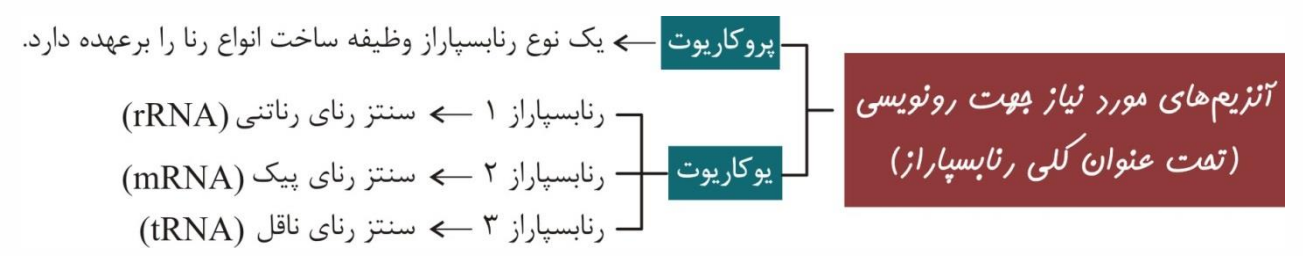 آنزیم‌های مورد نیاز جهت رونویسی
(تحت عنوان کلی رنابسپاراز)
پروکاریوت
یک نوع رنابسپاراز وظیفه ساخت انواع رنا را برعهده دارد.
یوکاریوت
رنابسپاراز ۱ ← سنتز رنای رناتنی (rRNA)
رنابسپاراز ۲ ← سنتز رنای پیک (mRNA)
رنابسپاراز ۳ ← سنتز رنای ناقل (tRNA)